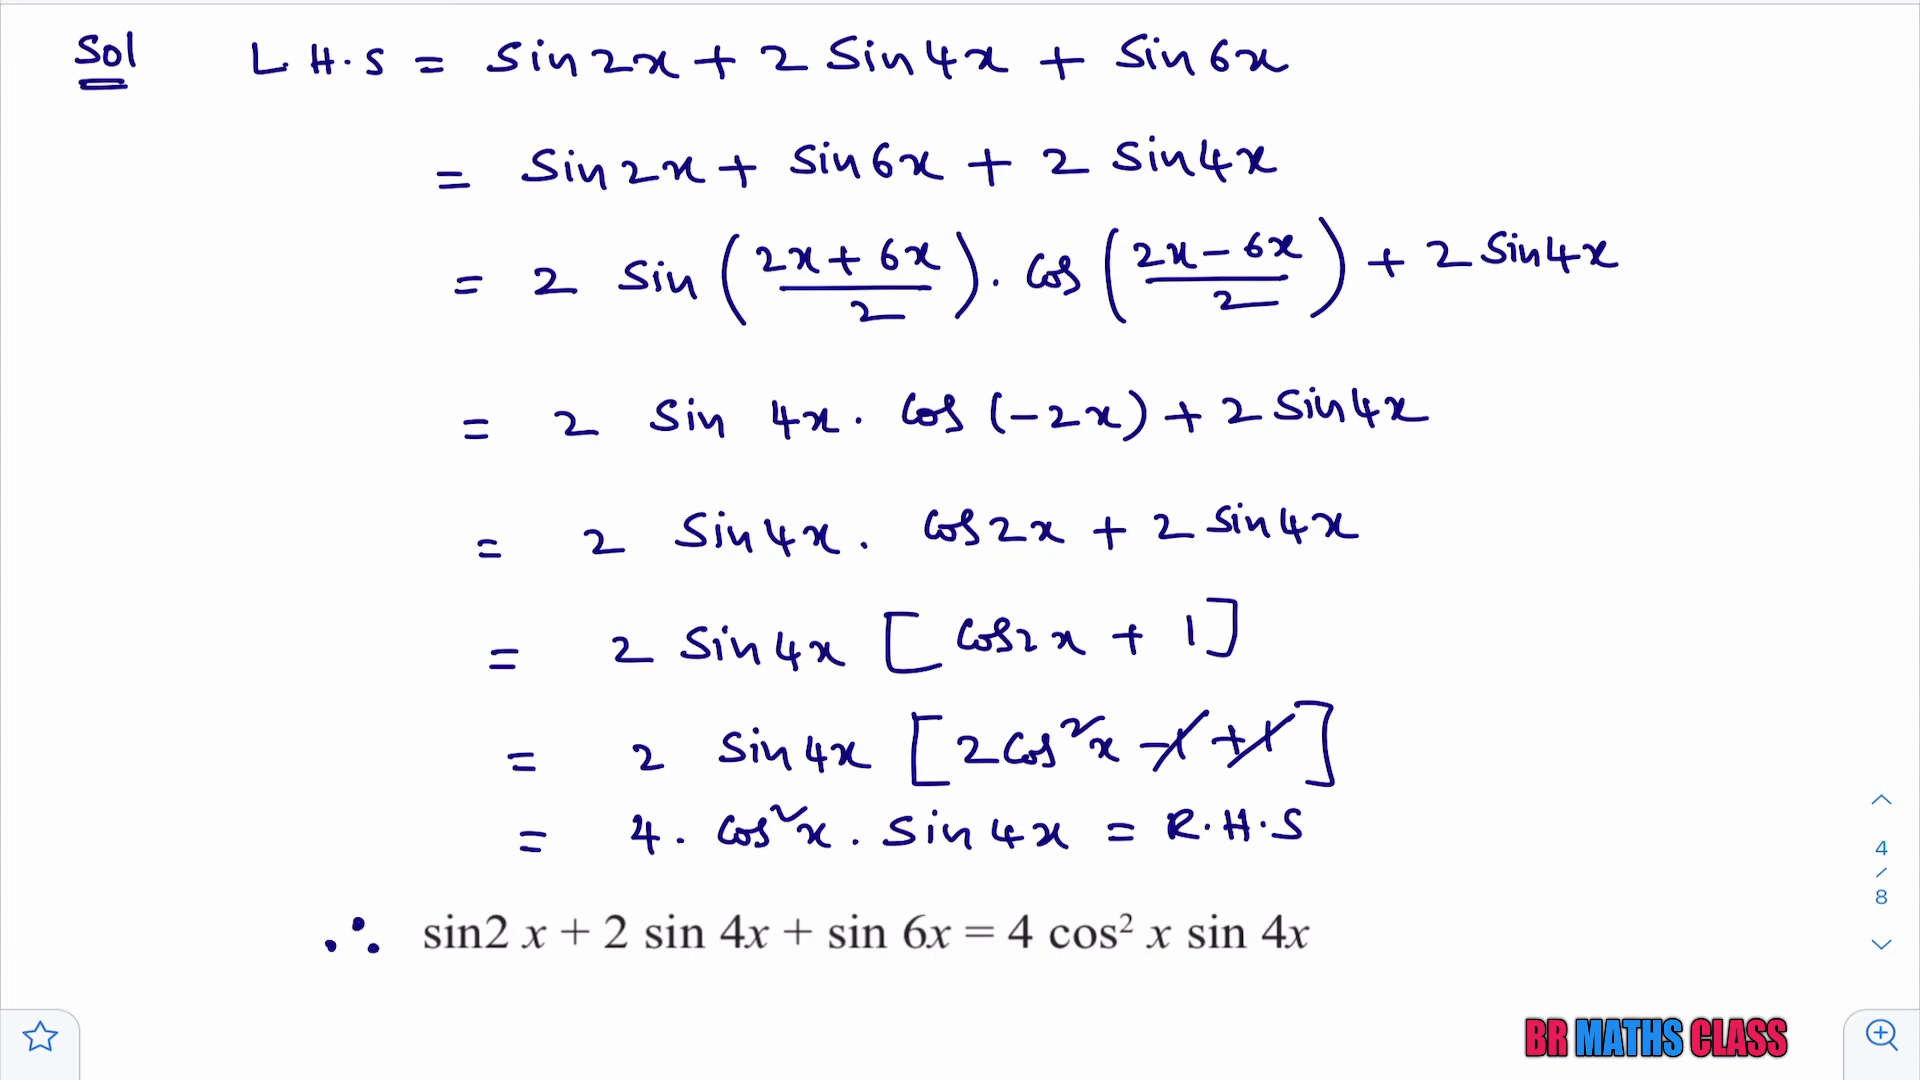 Sol L H.S = Sin2x + 2 Sin4x + Sin6x
= Sin2x + Sin6x + 2 Sin4x
= 2 Sin (2x + 6x / 2) . Cos (2x - 6x / 2) + 2 Sin4x
= 2 Sin 4x . Cos (-2x) + 2 Sin4x
= 2 Sin4x . Cos2x + 2 Sin4x
= 2 Sin4x [Cos2x + 1]
= 2 Sin4x [2Cos²x - 1 + 1]
= 4 . Cos²x . Sin4x = R.H.S
∴ sin2 x + 2 sin 4x + sin 6x = 4 cos² x sin 4x
4
/
8
BR MATHS CLASS